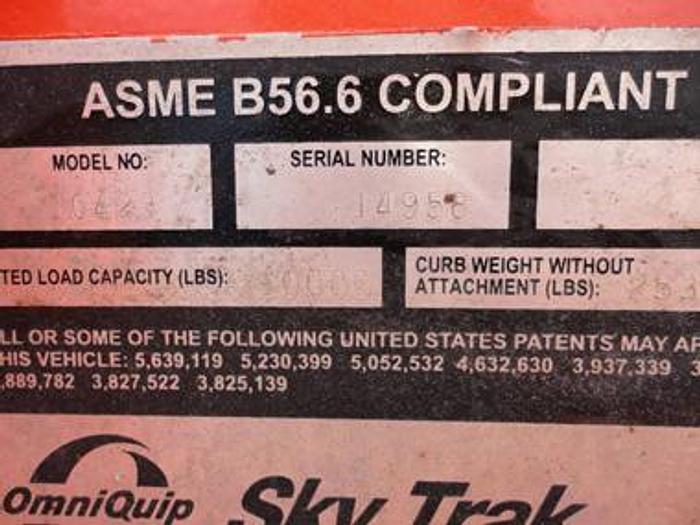 ASME B56.6 COMPLIANT
MODEL NO: SERIAL NUMBER:
14958
TED LOAD CAPACITY (LBS): CURB WEIGHT WITHOUT
ATTACHMENT (LBS):
LL OR SOME OF THE FOLLOWING UNITED STATES PATENTS MAY AP
HIS VEHICLE: 5,639,119 5,230,399 5,052,532 4,632,630 3,937,339 3
,889,782 3,827,522 3,825,139
OmniQuip Sky Trak